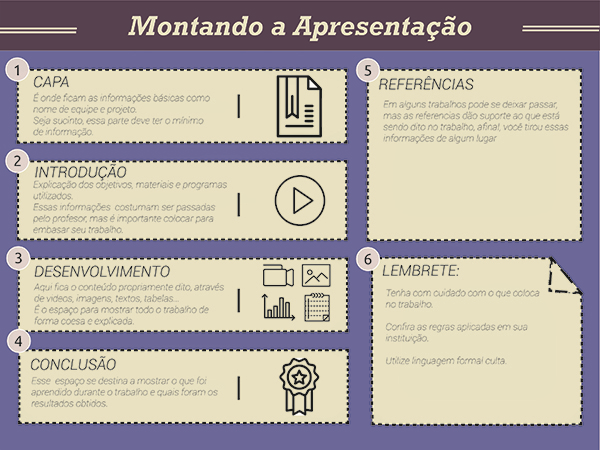 Montando a Apresentação
1
CAPA
É onde ficam as informações básicas como
nome de equipe e projeto.
Seja sucinto, essa parte deve ter o mínimo
de informação.
2
INTRODUÇÃO
Explicação dos objetivos, materiais e programas
utilizados.
Essas informações costumam ser passadas
pelo profesor, mas é importante colocar para
embasar seu trabalho.
3
DESENVOLVIMENTO
Aqui fica o conteúdo propriamente dito, através
de videos, imagens, textos, tabelas...
É o espaço para mostrar todo o trabalho de
forma coesa e explicada.
4
CONCLUSÃO
Esse espaço se destina a mostrar o que foi
aprendido durante o trabalho e quais foram os
resultados obtidos.
5
REFERÊNCIAS
Em alguns trabalhos pode se deixar passar,
mas as referencias dão suporte ao que está
sendo dito no trabalho, afinal, você tirou essas
informações de algum lugar
6
LEMBRETE:
Tenha com cuidado com o que coloca
no trabalho.
Confira as regras aplicadas em sua
instituição.
Utilize linguagem formal culta.